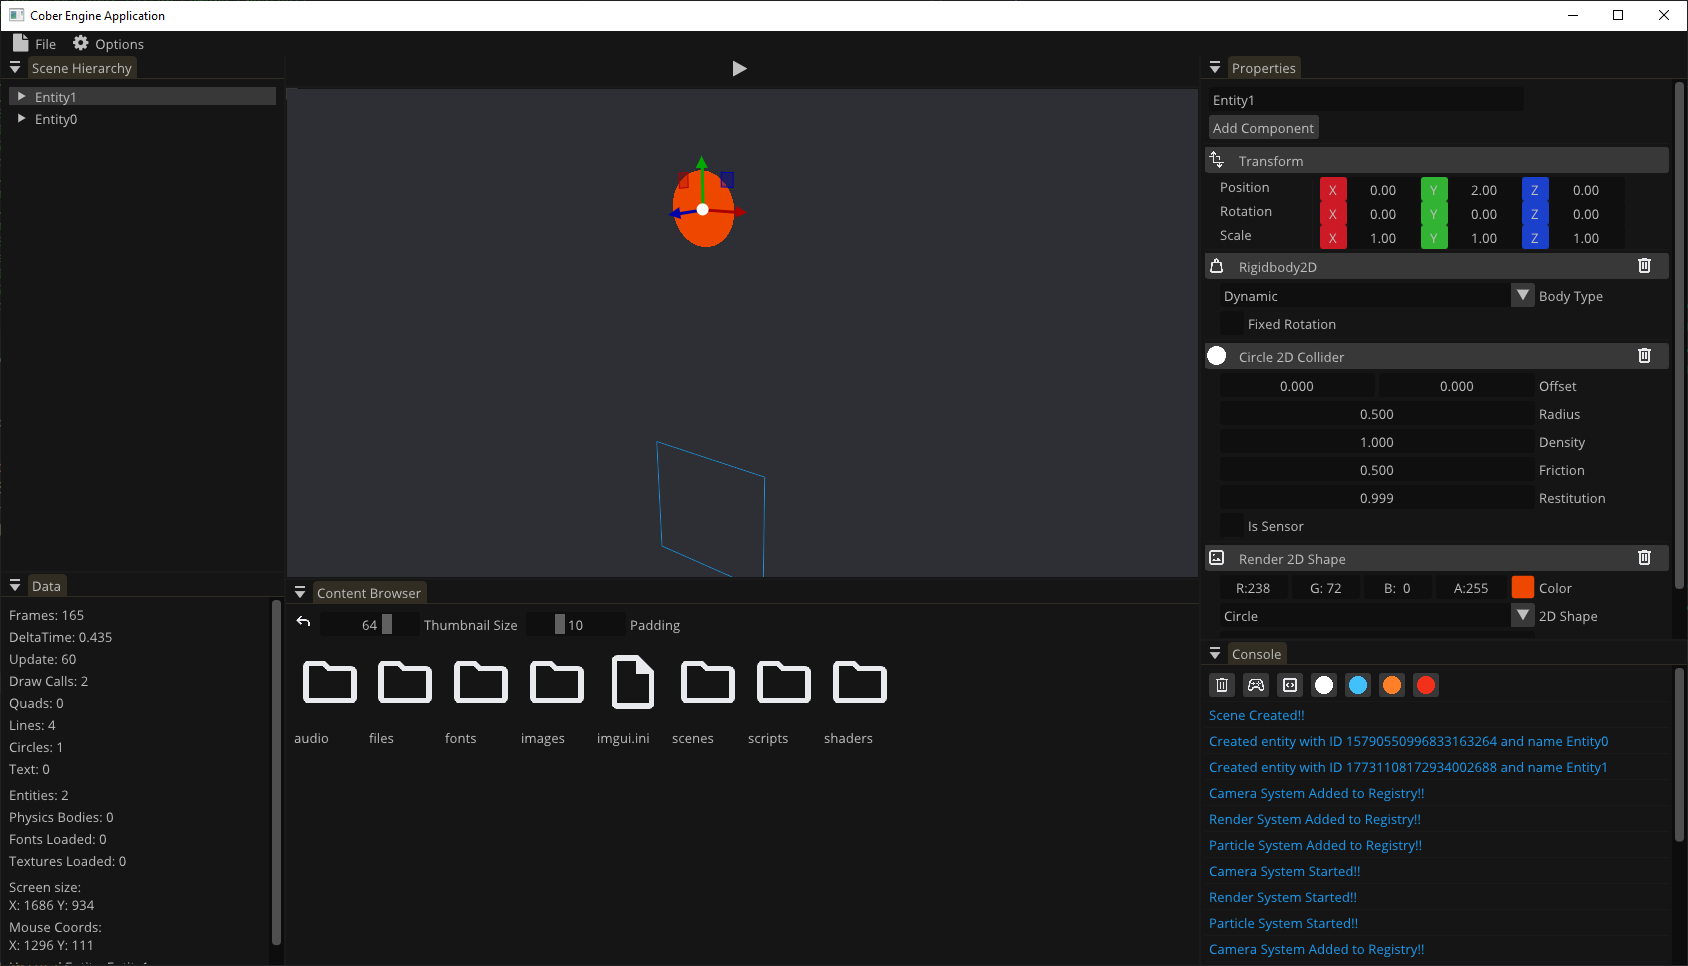 Cober Engine Application
File Options
Scene Hierarchy
Entity1
Entity0
Properties
Entity1
Add Component
Transform
Position X 0.00 Y 2.00 Z 0.00
Rotation X 0.00 Y 0.00 Z 0.00
Scale X 1.00 Y 1.00 Z 1.00
Rigidbody2D
Dynamic Body Type
Fixed Rotation
Circle 2D Collider
0.000 0.000 Offset
0.500 Radius
1.000 Density
0.500 Friction
0.999 Restitution
Is Sensor
Render 2D Shape
R:238 G: 72 B: 0 A:255 Color
Circle 2D Shape
Data
Frames: 165
DeltaTime: 0.435
Update: 60
Draw Calls: 2
Quads: 0
Lines: 4
Circles: 1
Text: 0
Entities: 2
Physics Bodies: 0
Fonts Loaded: 0
Textures Loaded: 0
Screen size:
X: 1686 Y: 934
Mouse Coords:
X: 1296 Y: 111
Content Browser
64 Thumbnail Size 10 Padding
audio files fonts images imgui.ini scenes scripts shaders
Console
Scene Created!!
Created entity with ID 15790550996833163264 and name Entity0
Created entity with ID 17731108172934002688 and name Entity1
Camera System Added to Registry!!
Render System Added to Registry!!
Particle System Added to Registry!!
Camera System Started!!
Render System Started!!
Particle System Started!!
Camera System Added to Registry!!